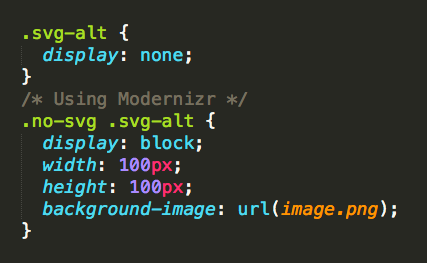 .svg-alt {
  display: none;
}
/* Using Modernizr */
.no-svg .svg-alt {
  display: block;
  width: 100px;
  height: 100px;
  background-image: url(image.png);
}